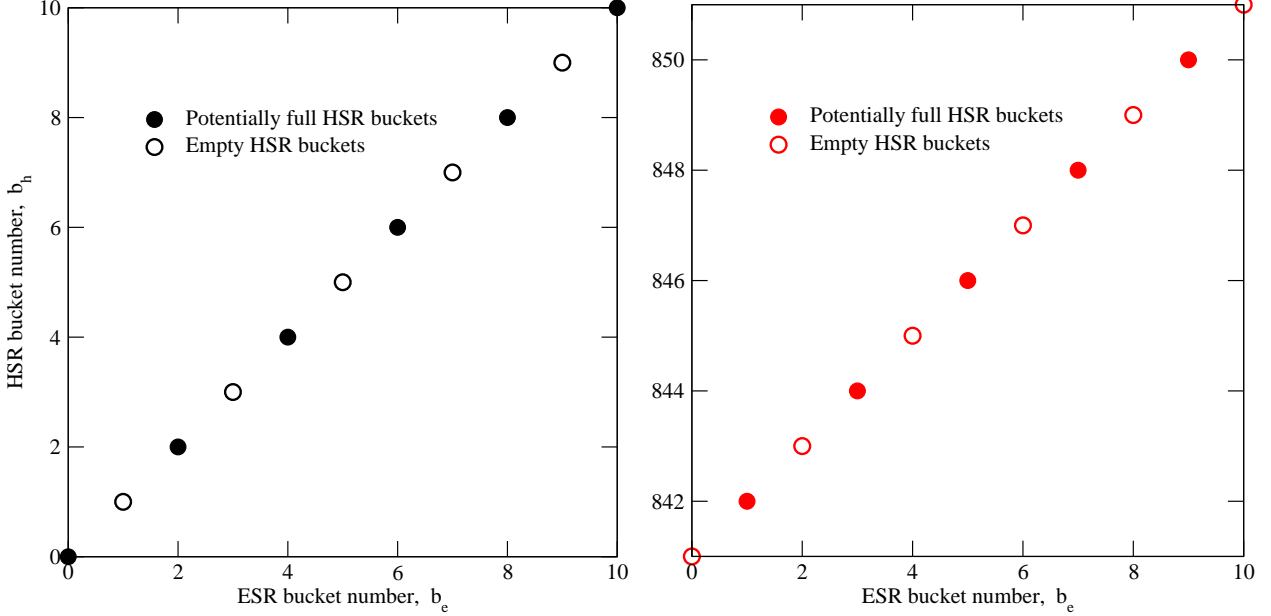 10
8
6
4
2
0
HSR bucket number, b_h
Potentially full HSR buckets
Empty HSR buckets
0 2 4 6 8 10
ESR bucket number, b_e
850
848
846
844
842
Potentially full HSR buckets
Empty HSR buckets
0 2 4 6 8 10
ESR bucket number, b_e